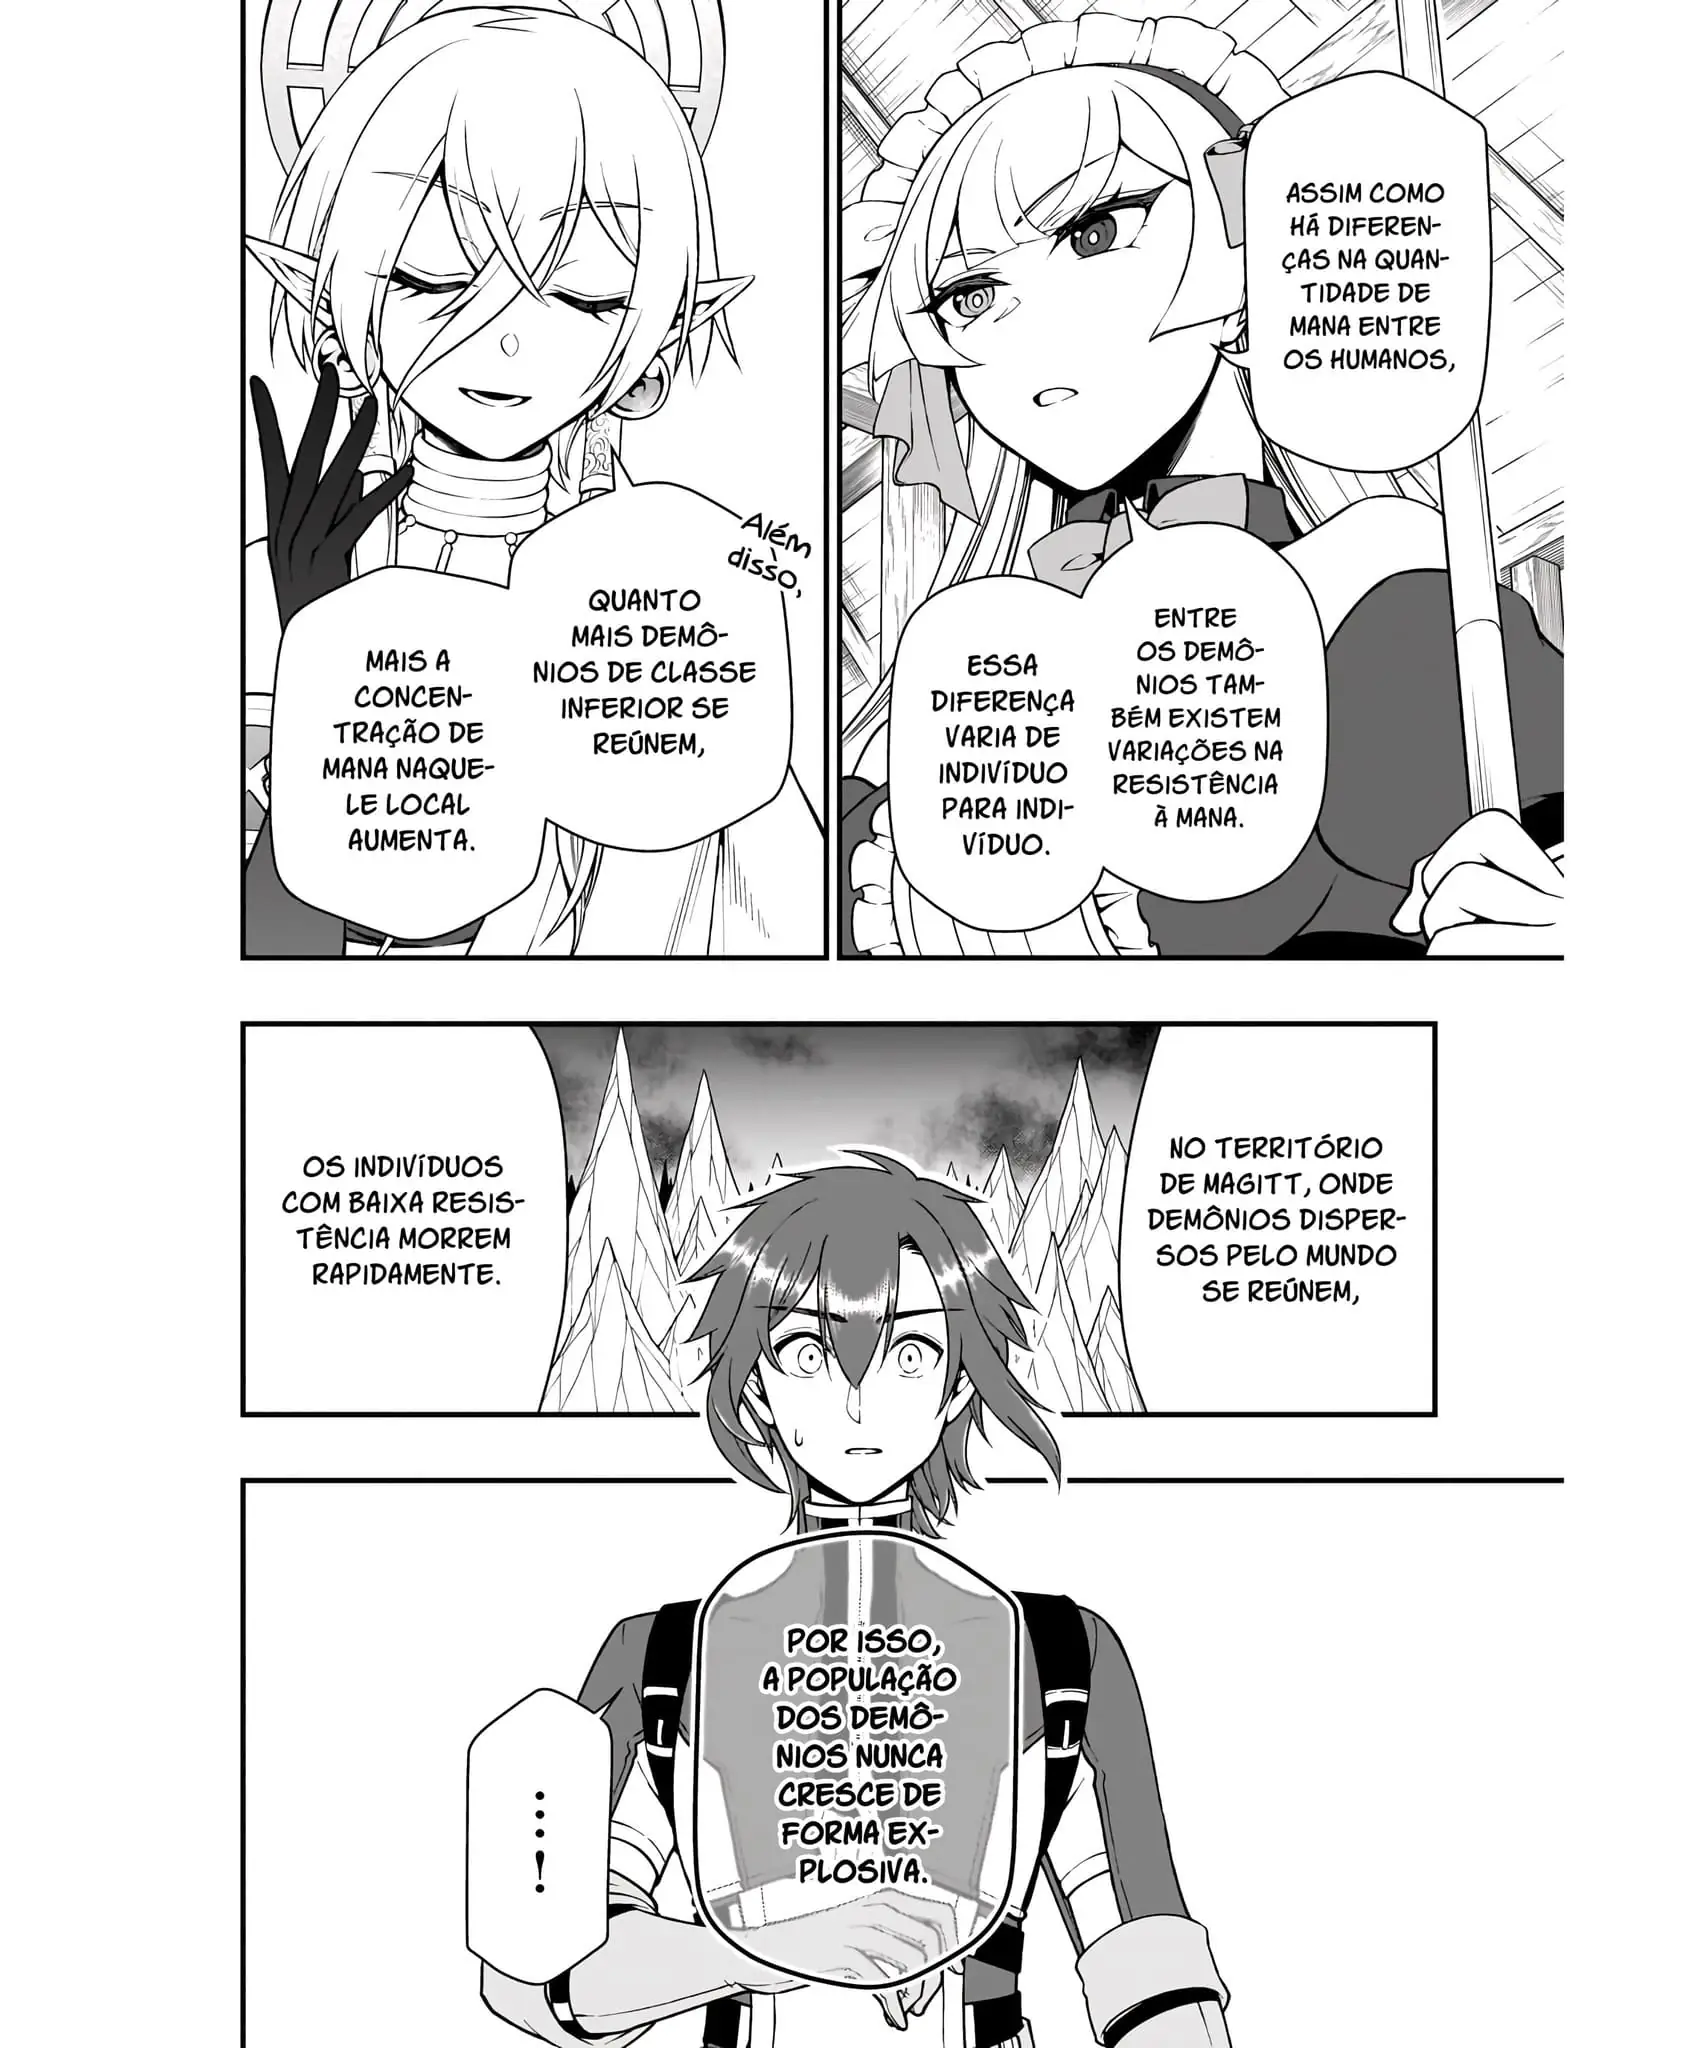 ASSIM COMO
HÁ DIFEREN-
ÇAS NA QUAN-
TIDADE DE
MANA ENTRE
OS HUMANOS,
ENTRE
OS DEMÔ-
NIOS TAM-
BÉM EXISTEM
VARIAÇÕES NA
RESISTÊNCIA
À MANA.
ESSA
DIFERENÇA
VARIA DE
INDIVÍDUO
PARA INDI-
VÍDUO.
Além
disso,
QUANTO
MAIS DEMÔ-
NIOS DE CLASSE
INFERIOR SE
REÚNEM,
MAIS A
CONCEN-
TRAÇÃO DE
MANA NAQUE-
LE LOCAL
AUMENTA.
NO TERRITÓRIO
DE MAGITT, ONDE
DEMÔNIOS DISPER-
SOS PELO MUNDO
SE REÚNEM,
OS INDIVÍDUOS
COM BAIXA RESIS-
TÊNCIA MORREM
RAPIDAMENTE.
POR ISSO,
A POPULAÇÃO
DOS DEMÔ-
NIOS NUNCA
CRESCE DE
FORMA EX-
PLOSIVA.
.....!